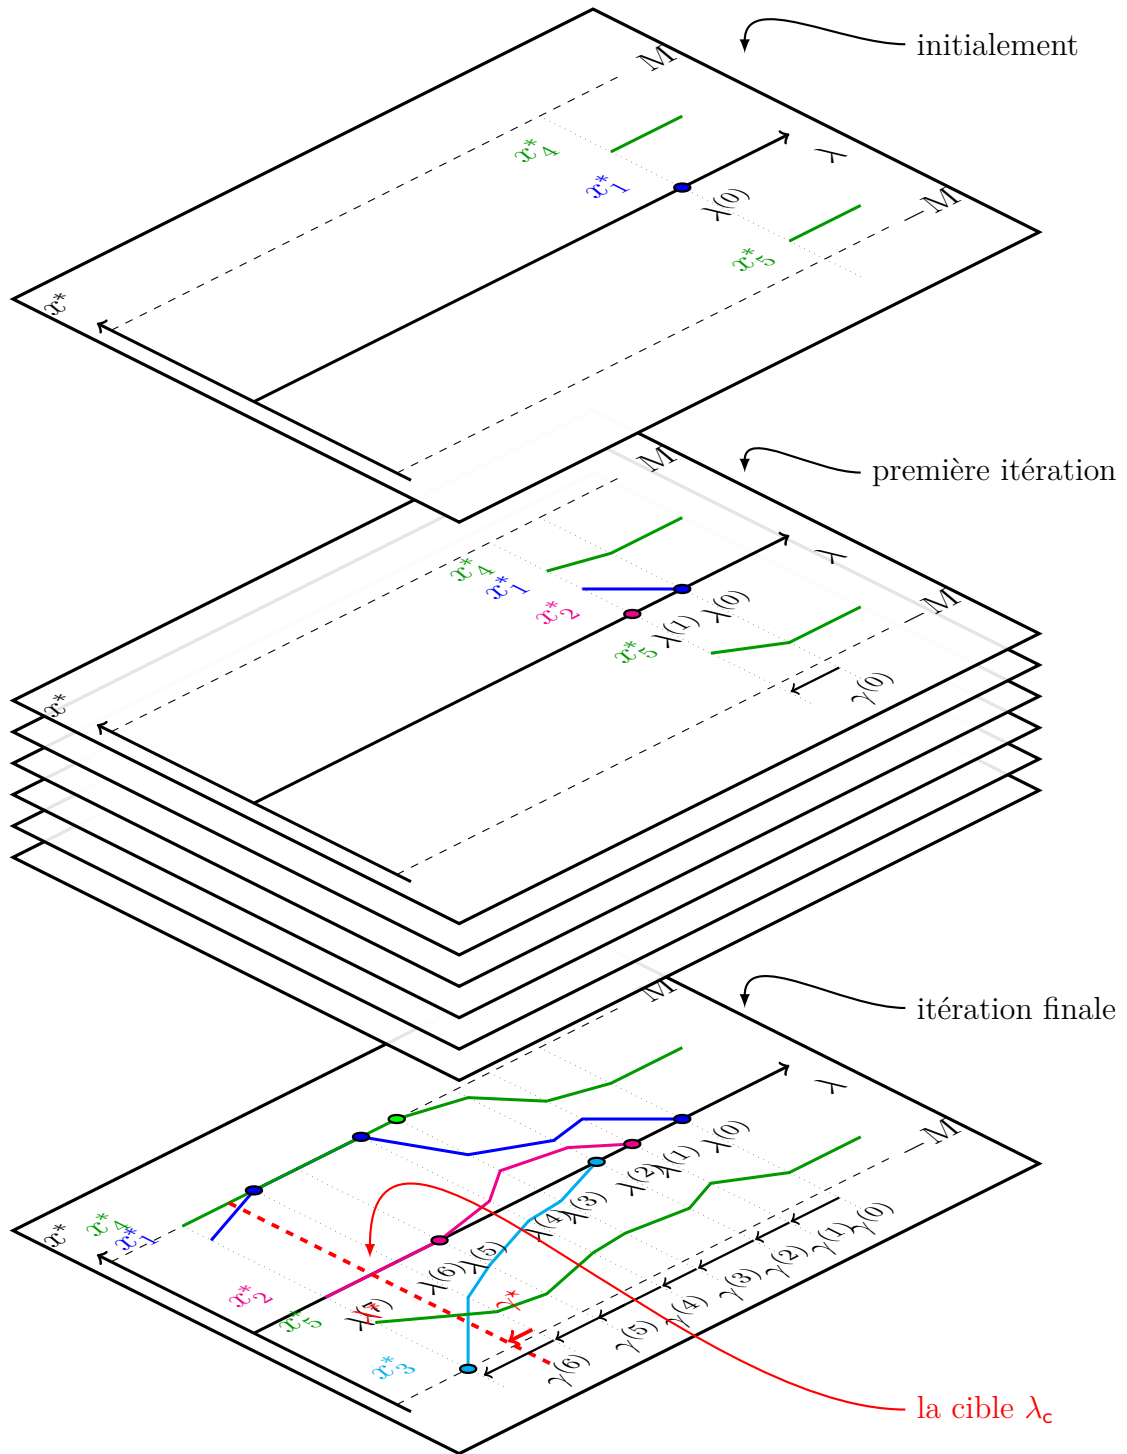 initialement
M
x*₄
x*₁
λ
λ⁽⁰⁾
−M
x*₅
x*
première itération
M
x*₄
x*₁
λ
x*₂
λ⁽⁰⁾
λ⁽¹⁾
−M
x*₅
γ⁽⁰⁾
x*
itération finale
M
λ
λ⁽⁰⁾
−M
λ⁽¹⁾
λ⁽²⁾
λ⁽³⁾
λ⁽⁴⁾
λ⁽⁵⁾
λ⁽⁶⁾
λ⁽⁷⁾
λ*
x*
x*₄
x*₁
x*₂
x*₅
x*₃
γ⁽⁰⁾
γ⁽¹⁾
γ⁽²⁾
γ⁽³⁾
γ⁽⁴⁾
γ⁽⁵⁾
γ⁽⁶⁾
γ*
la cible λc